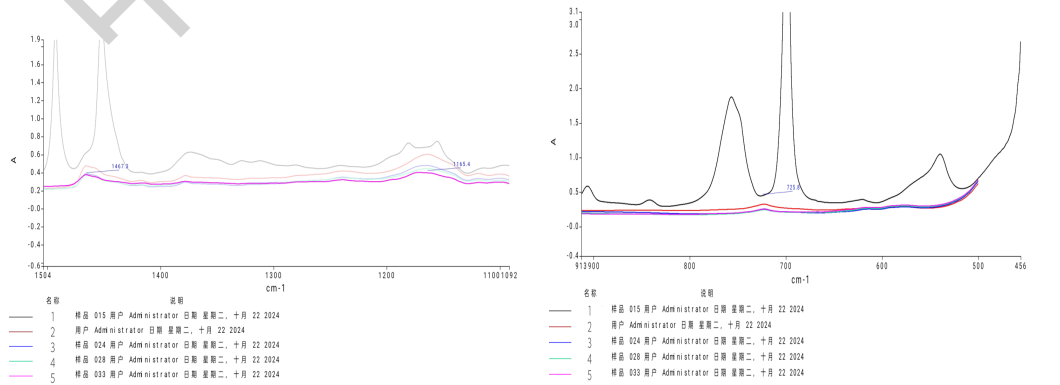 1.9
1.6
1.4
1.2
1.0
0.8
0.6
0.4
0.2
-0.0
-0.2
-0.4
-0.6
A
1467.3
1165.4
1504
1400
1300
1200
1100 1092
cm-1
名称 说明
1 样品 015 用户 Administrator 日期 星期二, 十月 22 2024
2 用户 Administrator 日期 星期二, 十月 22 2024
3 样品 024 用户 Administrator 日期 星期二, 十月 22 2024
4 样品 028 用户 Administrator 日期 星期二, 十月 22 2024
5 样品 033 用户 Administrator 日期 星期二, 十月 22 2024
3.1
3.0
2.5
2.0
1.5
1.0
0.5
-0.0
-0.4
A
725.0
913 900
800
700
600
500
456
cm-1
名称 说明
1 样品 015 用户 Administrator 日期 星期二, 十月 22 2024
2 用户 Administrator 日期 星期二, 十月 22 2024
3 样品 024 用户 Administrator 日期 星期二, 十月 22 2024
4 样品 028 用户 Administrator 日期 星期二, 十月 22 2024
5 样品 033 用户 Administrator 日期 星期二, 十月 22 2024